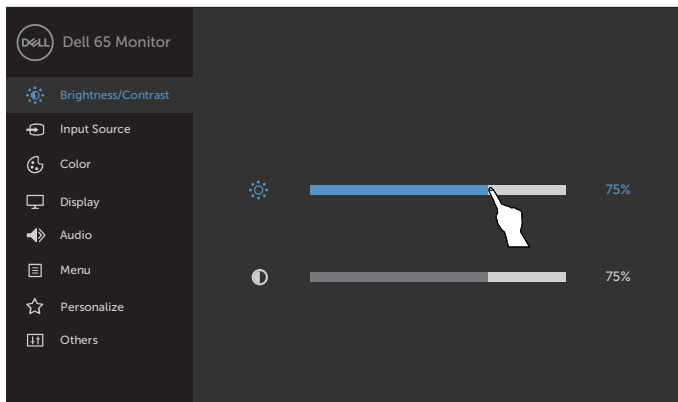 DELL
Dell 65 Monitor
Brightness/Contrast
Input Source
Color
Display
Audio
Menu
Personalize
Others
75%
75%